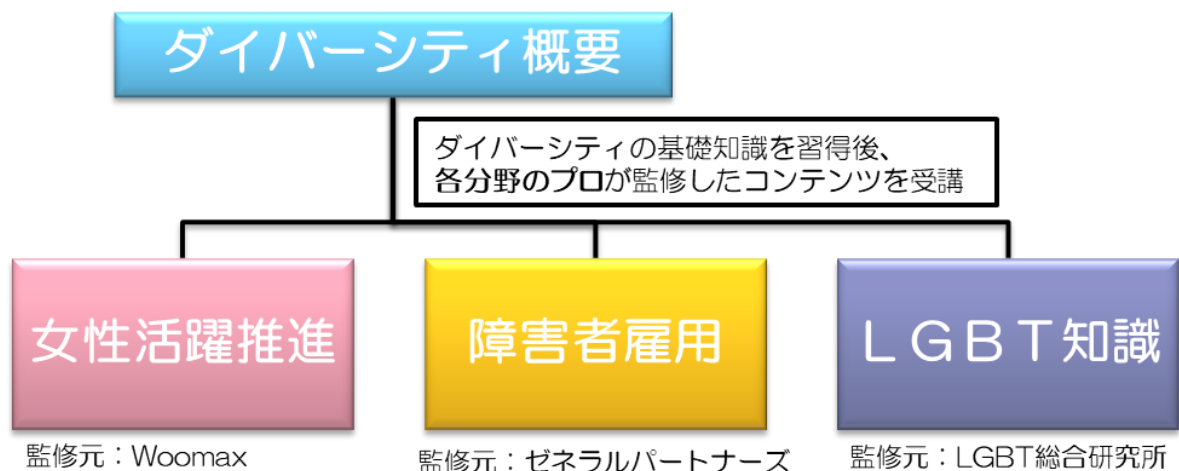 ダイバーシティ概要
ダイバーシティの基礎知識を習得後、
各分野のプロが監修したコンテンツを受講
女性活躍推進
障害者雇用
ＬＧＢＴ知識
監修元：Woomax
監修元：ゼネラルパートナーズ
監修元：LGBT総合研究所